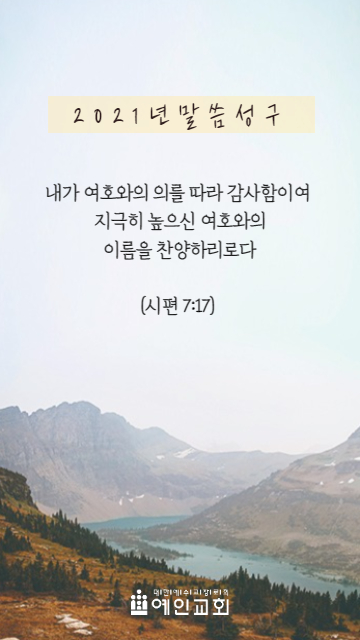 2021년말씀성구
내가 여호와의 의를 따라 감사함이여
지극히 높으신 여호와의
이름을 찬양하리로다
(시편 7:17)
예인교회